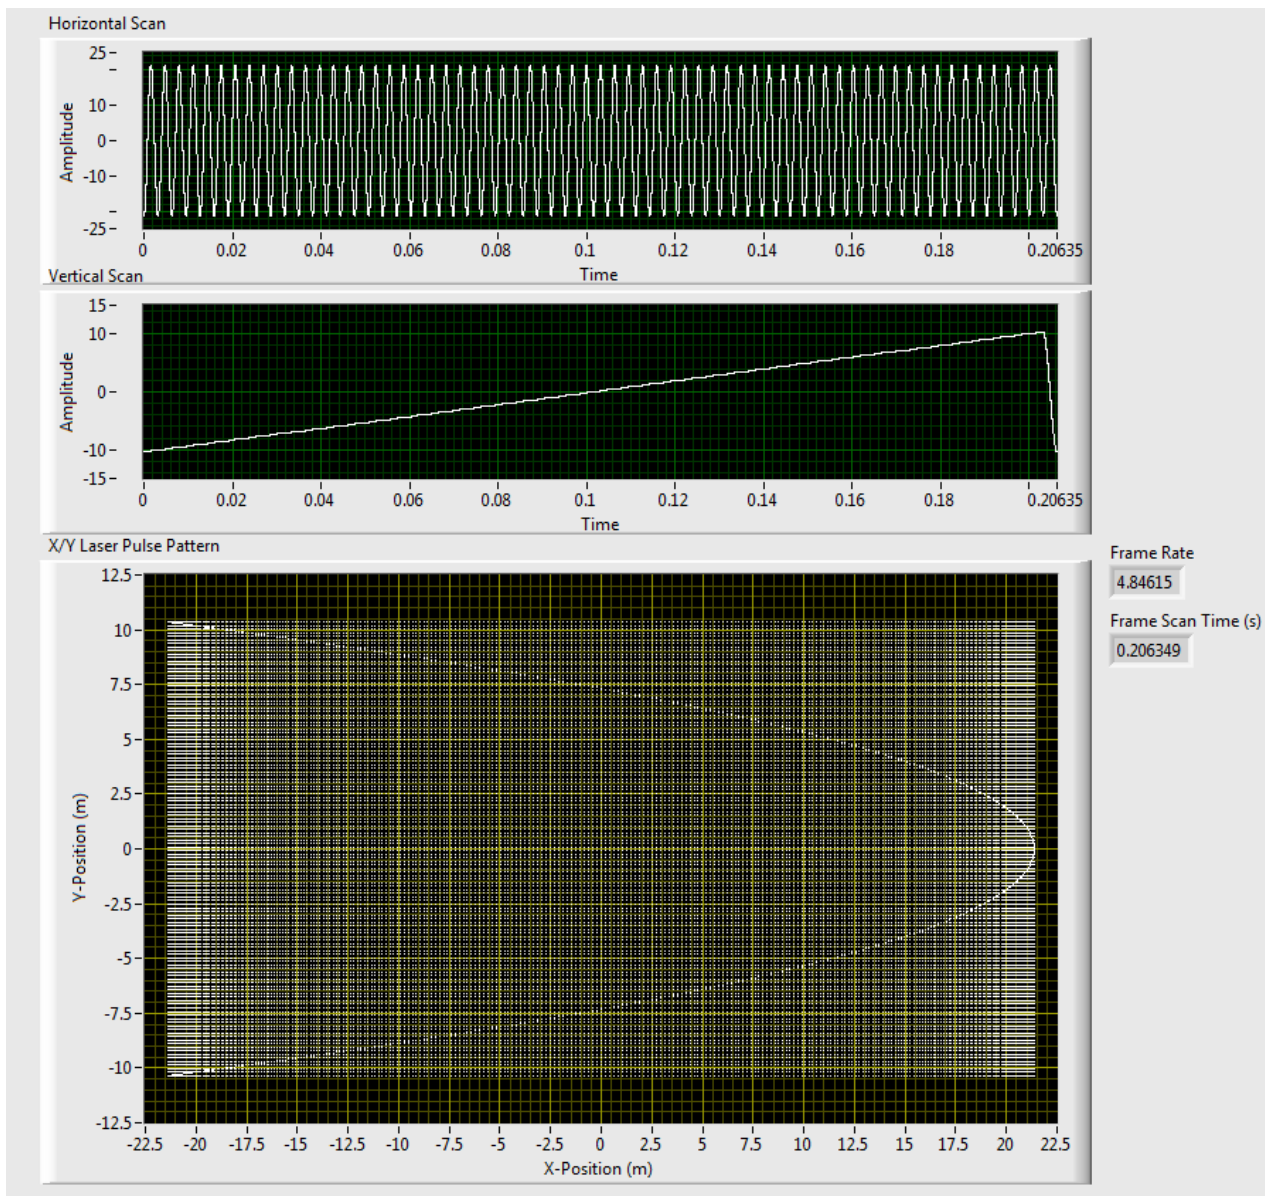 Horizontal Scan
25
10
0
-10
-25
Amplitude
0 0.02 0.04 0.06 0.08 0.1 0.12 0.14 0.16 0.18 0.20635
Time
Vertical Scan
15
10
0
-10
-15
Amplitude
0 0.02 0.04 0.06 0.08 0.1 0.12 0.14 0.16 0.18 0.20635
Time
X/Y Laser Pulse Pattern
12.5
10
7.5
5
2.5
0
-2.5
-5
-7.5
-10
-12.5
Y-Position (m)
-22.5 -20 -17.5 -15 -12.5 -10 -7.5 -5 -2.5 0 2.5 5 7.5 10 12.5 15 17.5 20 22.5
X-Position (m)
Frame Rate
4.84615
Frame Scan Time (s)
0.206349